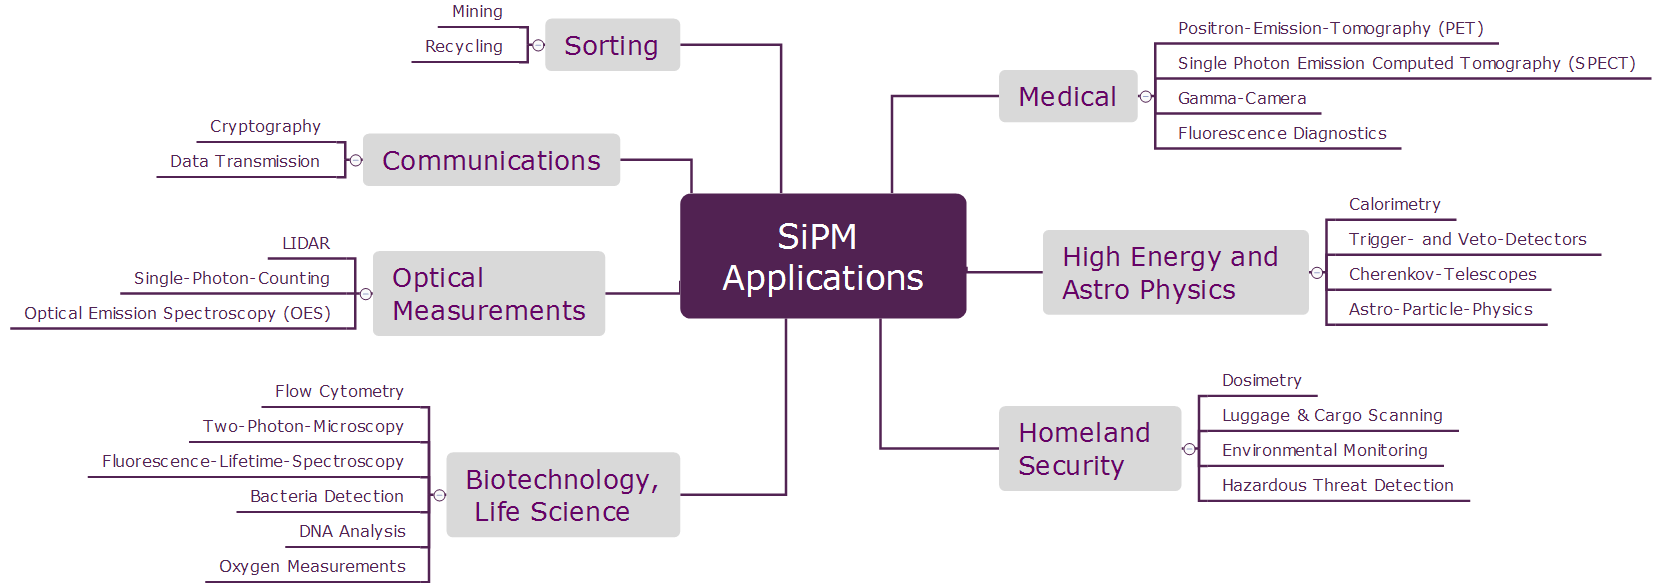 SiPM
Applications
Sorting
Mining
Recycling
Communications
Cryptography
Data Transmission
Optical
Measurements
LIDAR
Single-Photon-Counting
Optical Emission Spectroscopy (OES)
Biotechnology,
Life Science
Flow Cytometry
Two-Photon-Microscopy
Fluorescence-Lifetime-Spectroscopy
Bacteria Detection
DNA Analysis
Oxygen Measurements
Medical
Positron-Emission-Tomography (PET)
Single Photon Emission Computed Tomography (SPECT)
Gamma-Camera
Fluorescence Diagnostics
High Energy and
Astro Physics
Calorimetry
Trigger- and Veto-Detectors
Cherenkov-Telescopes
Astro-Particle-Physics
Homeland
Security
Dosimetry
Luggage & Cargo Scanning
Environmental Monitoring
Hazardous Threat Detection